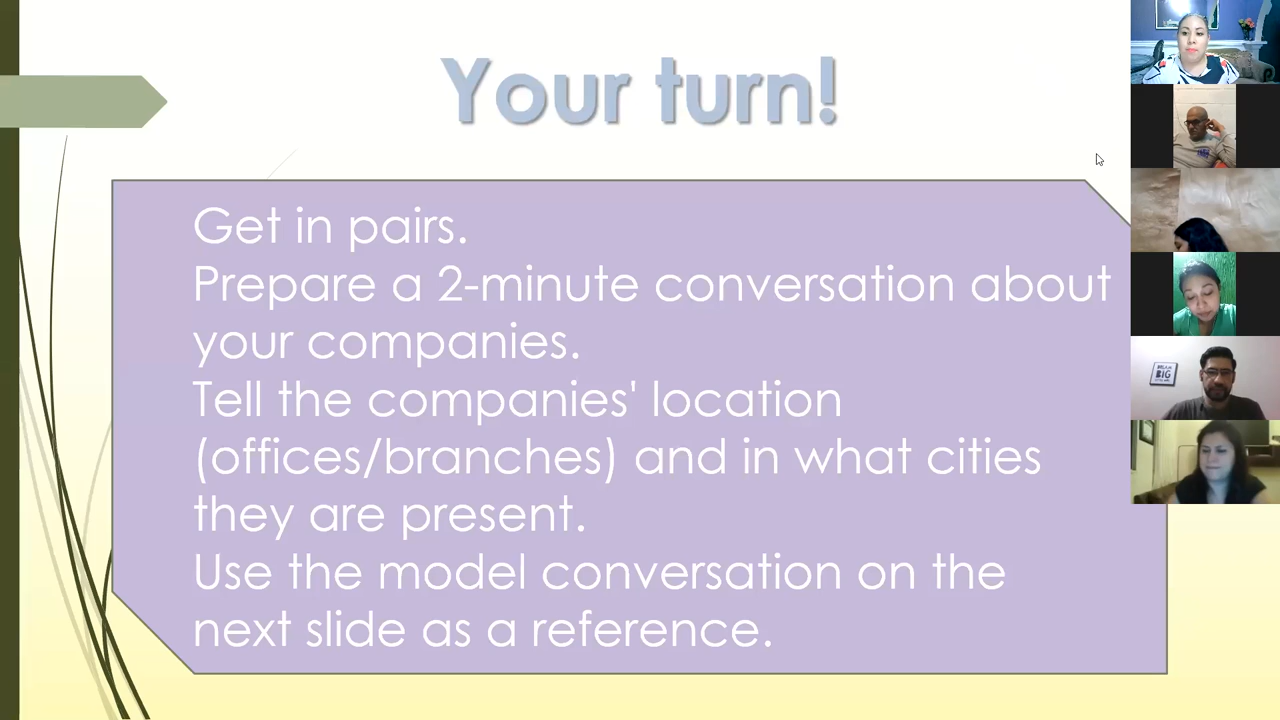 Your turn!
Get in pairs.
Prepare a 2-minute conversation about
your companies.
Tell the companies' location
(offices/branches) and in what cities
they are present.
Use the model conversation on the
next slide as a reference.
BIG